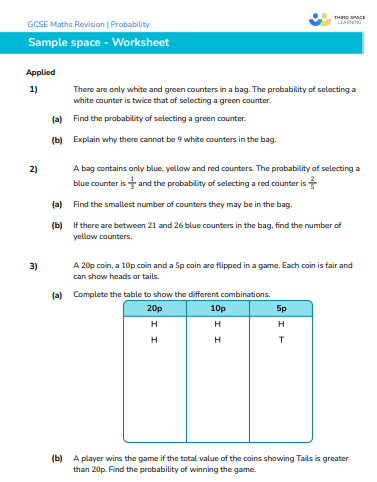 GCSE Maths Revision | Probability
THIRD SPACE
LEARNING
Sample space - Worksheet
Applied
1) There are only white and green counters in a bag. The probability of selecting a
white counter is twice that of selecting a green counter.
(a) Find the probability of selecting a green counter.
(b) Explain why there cannot be 9 white counters in the bag.
2) A bag contains only blue, yellow and red counters. The probability of selecting a
blue counter is 1/3 and the probability of selecting a red counter is 2/5
(a) Find the smallest number of counters they may be in the bag.
(b) If there are between 21 and 26 blue counters in the bag, find the number of
yellow counters.
3) A 20p coin, a 10p coin and a 5p coin are flipped in a game. Each coin is fair and
can show heads or tails.
(a) Complete the table to show the different combinations.
20p 10p 5p
H H H
H H T
(b) A player wins the game if the total value of the coins showing Tails is greater
than 20p. Find the probability of winning the game.